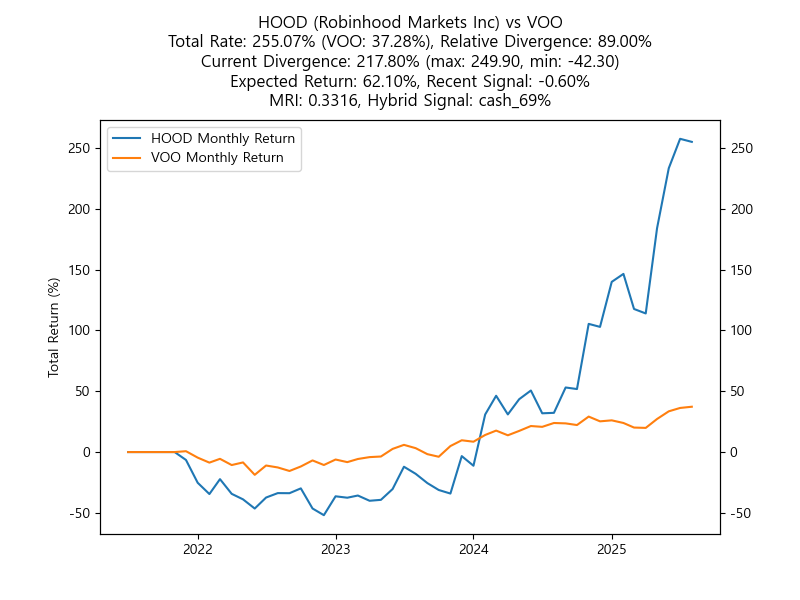 HOOD (Robinhood Markets Inc) vs VOO
Total Rate: 255.07% (VOO: 37.28%), Relative Divergence: 89.00%
Current Divergence: 217.80% (max: 249.90, min: -42.30)
Expected Return: 62.10%, Recent Signal: -0.60%
MRI: 0.3316, Hybrid Signal: cash_69%
HOOD Monthly Return
VOO Monthly Return
Total Return (%)
250
200
150
100
50
0
-50
250
200
150
100
50
0
-50
2022
2023
2024
2025